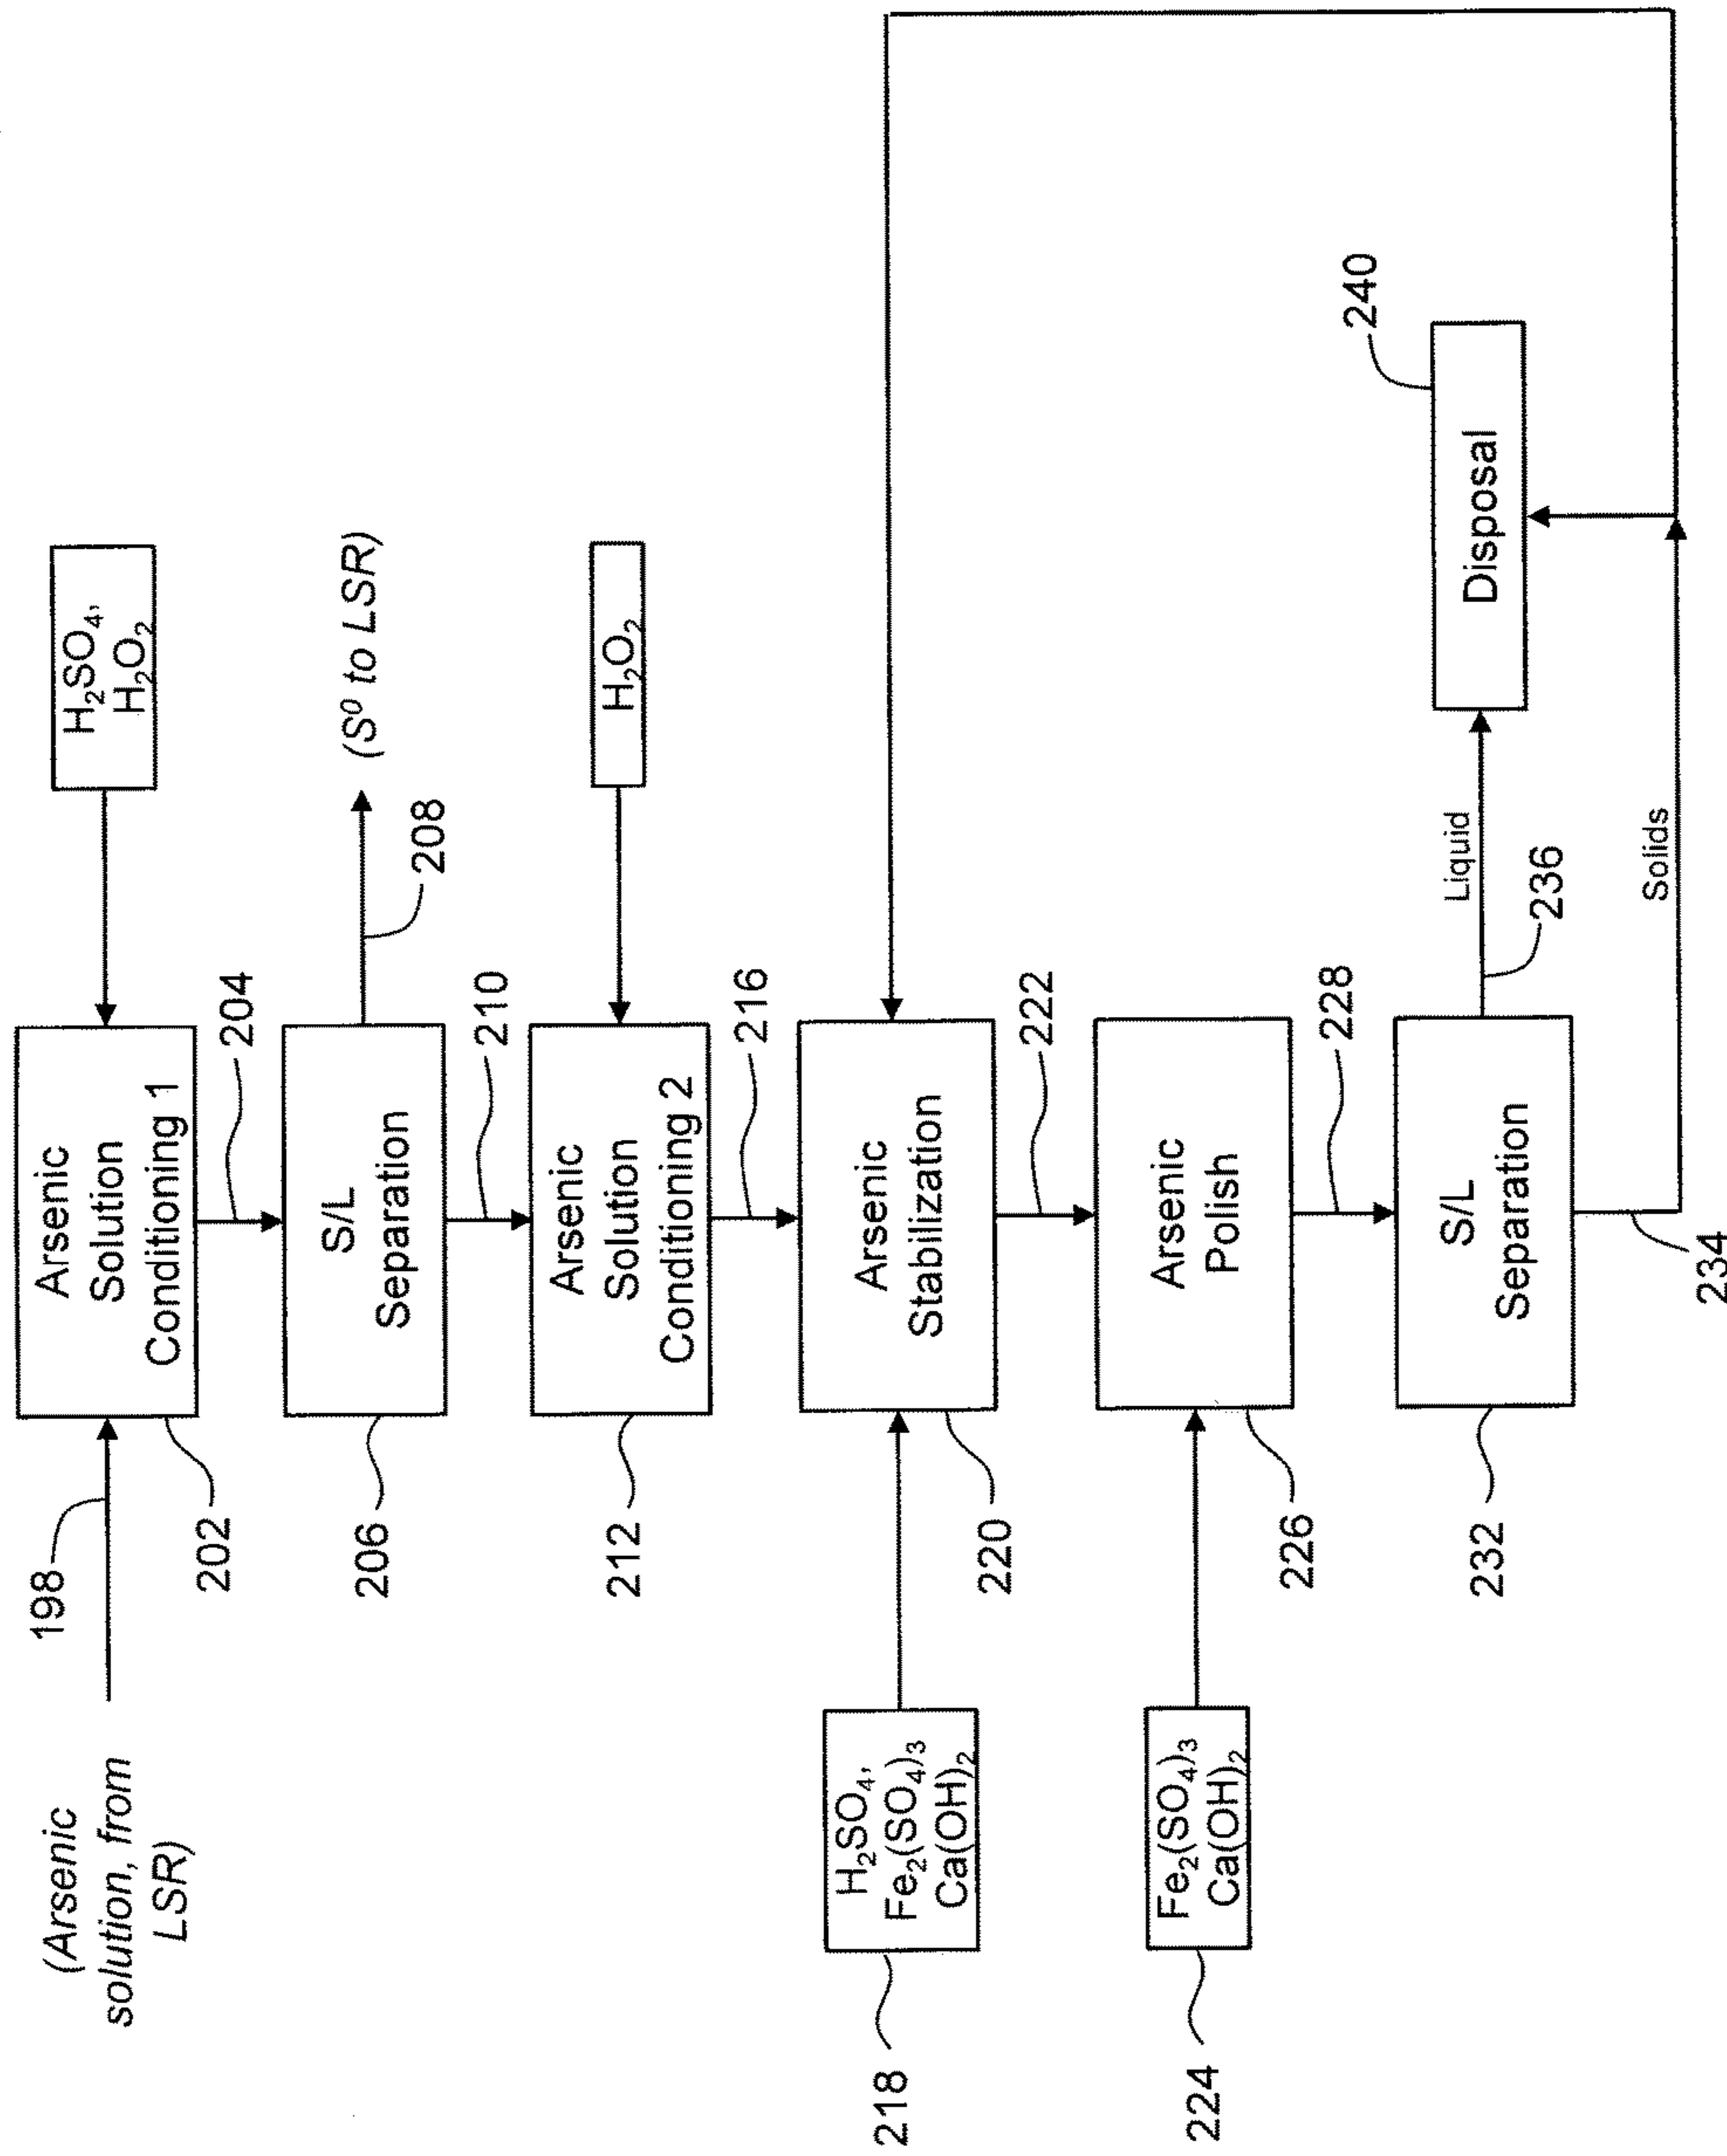 (Arsenic
solution, from
LSR)
198
Arsenic
Solution
Conditioning 1
202
H₂SO₄,
H₂O₂
204
S/L
Separation
206
208
(S⁰ to LSR)
210
Arsenic
Solution
Conditioning 2
212
H₂O₂
216
H₂SO₄,
Fe₂(SO₄)₃
Ca(OH)₂
218
Arsenic
Stabilization
220
222
Fe₂(SO₄)₃
Ca(OH)₂
224
Arsenic
Polish
226
228
S/L
Separation
232
234
Liquid
236
Solids
Disposal
240